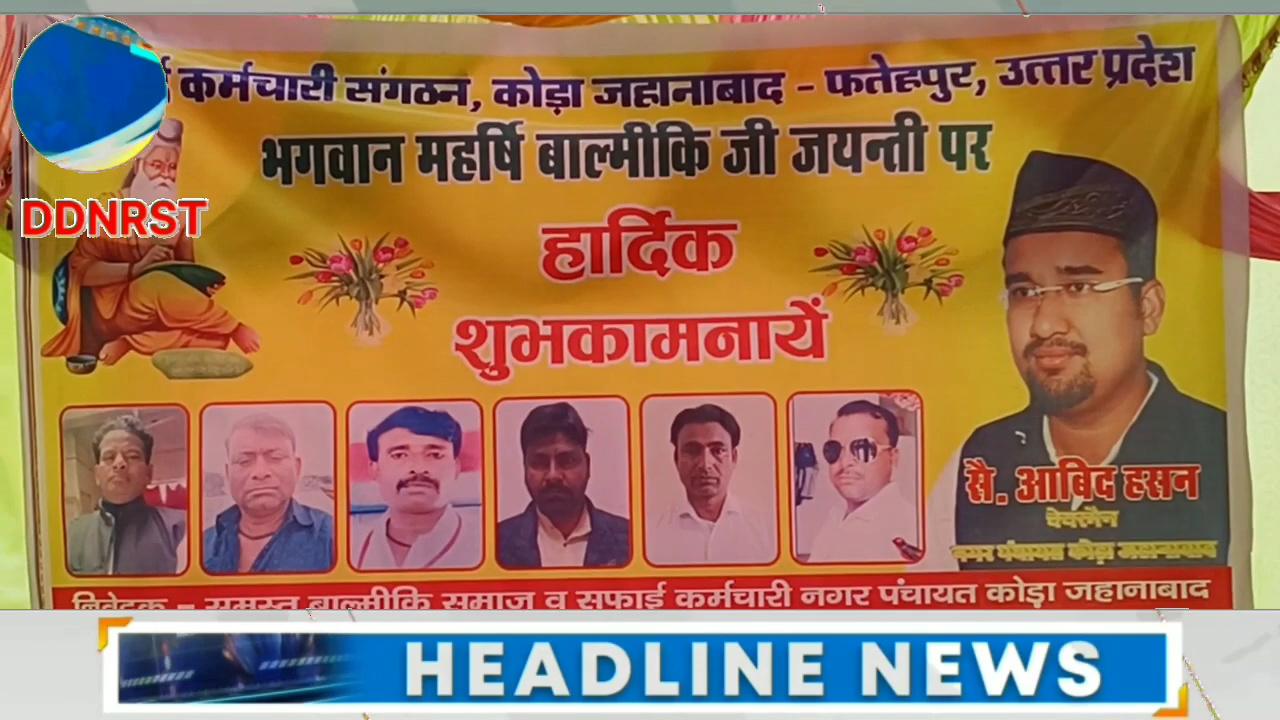 कर्मचारी संगठन, कोड़ा जहानाबाद - फतेहपुर, उत्तर प्रदेश
भगवान महर्षि बाल्मीकि जी जयन्ती पर
DDNRST
हार्दिक
शुभकामनायें
सै. आबिद हसन
चेयरमैन
नगर पंचायत कोड़ा जहानाबाद
निवेदक - समस्त बाल्मीकि समाज व सफाई कर्मचारी नगर पंचायत कोड़ा जहानाबाद
HEADLINE NEWS